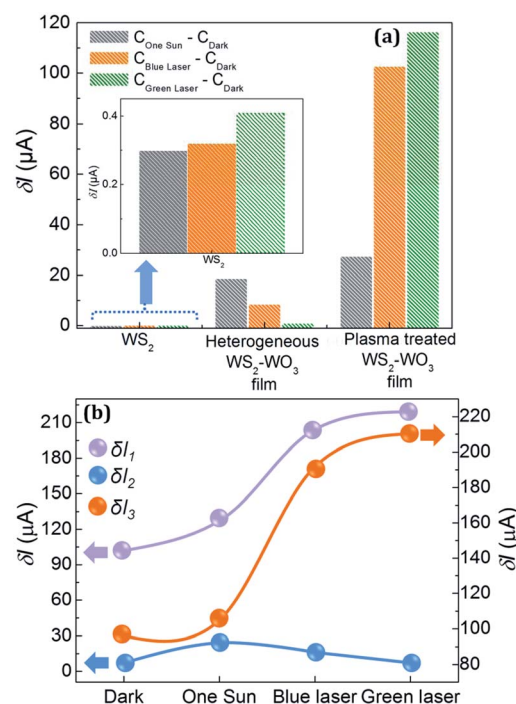 (a)
C One Sun - C Dark
C Blue Laser - C Dark
C Green Laser - C Dark
δI (μA)
120
100
80
60
40
20
0
δI (μA)
0.4
0.2
0.0
WS2
WS2
Heterogeneous
WS2-WO3
film
Plasma treated
WS2-WO3
film
(b)
δI1
δI2
δI3
δI (μA)
210
180
150
120
90
60
30
0
δI (μA)
220
200
180
160
140
120
100
80
Dark
One Sun
Blue laser
Green laser